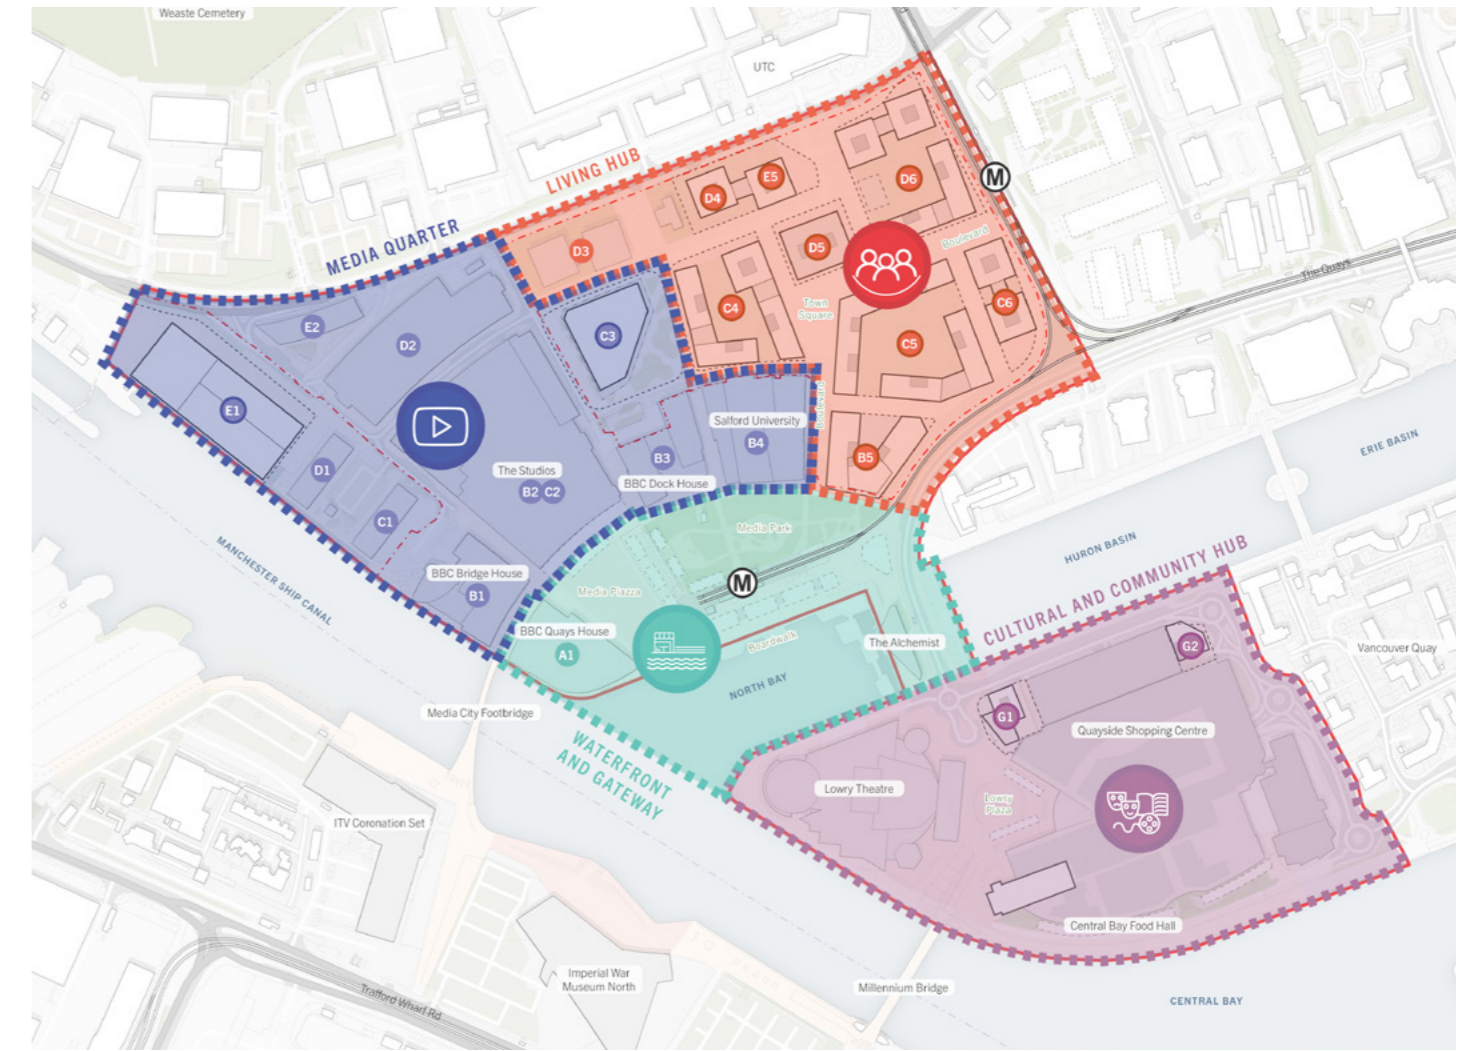 Weaste Cemetery
UTC
LIVING HUB
MEDIA QUARTER
M
E5
D4
D6
D3
D5
Boulevard
The Quays
Town
Square
C6
C4
C5
C3
E2
D2
E1
Boulevard
Salford University
B4
B5
B3
BBC Dock House
D1
The Studios
B2 C2
C1
ERIE BASIN
HURON BASIN
Media Park
MANCHESTER SHIP CANAL
BBC Bridge House
B1
M
Media Plazza
BBC Quays House
A1
Boardwalk
The Alchemist
NORTH BAY
CULTURAL AND COMMUNITY HUB
G2
Vancouver Quay
G1
Quayside Shopping Centre
Media City Footbridge
WATERFRONT
AND GATEWAY
Lowry Theatre
Lowry
Plaza
ITV Coronation Set
Central Bay Food Hall
Imperial War
Museum North
Millennium Bridge
Trafford Wharf Rd
CENTRAL BAY